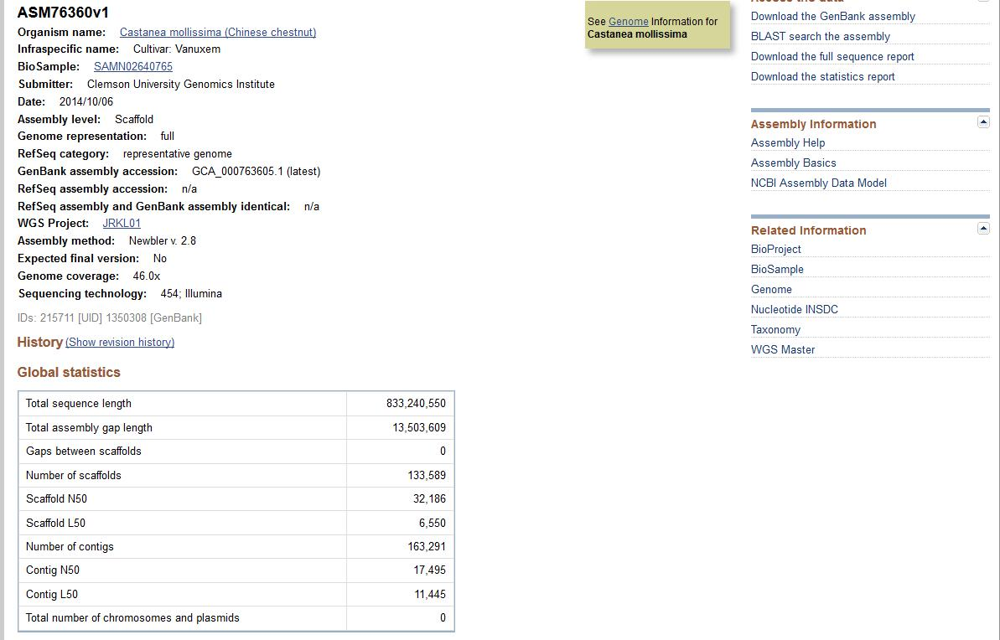 ASM76360v1
Organism name: Castanea mollissima (Chinese chestnut)
Infraspecific name: Cultivar: Vanuxem
BioSample: SAMN02640765
Submitter: Clemson University Genomics Institute
Date: 2014/10/06
Assembly level: Scaffold
Genome representation: full
RefSeq category: representative genome
GenBank assembly accession: GCA_000763605.1 (latest)
RefSeq assembly accession: n/a
RefSeq assembly and GenBank assembly identical: n/a
WGS Project: JRKL01
Assembly method: Newbler v. 2.8
Expected final version: No
Genome coverage: 46.0x
Sequencing technology: 454; Illumina
IDs: 215711 [UID] 1350308 [GenBank]
History (Show revision history)
Global statistics
Total sequence length 833,240,550
Total assembly gap length 13,503,609
Gaps between scaffolds 0
Number of scaffolds 133,589
Scaffold N50 32,186
Scaffold L50 6,550
Number of contigs 163,291
Contig N50 17,495
Contig L50 11,445
Total number of chromosomes and plasmids 0
See Genome Information for
Castanea mollissima
Access the data
Download the GenBank assembly
BLAST search the assembly
Download the full sequence report
Download the statistics report
Assembly Information
Assembly Help
Assembly Basics
NCBI Assembly Data Model
Related Information
BioProject
BioSample
Genome
Nucleotide INSDC
Taxonomy
WGS Master